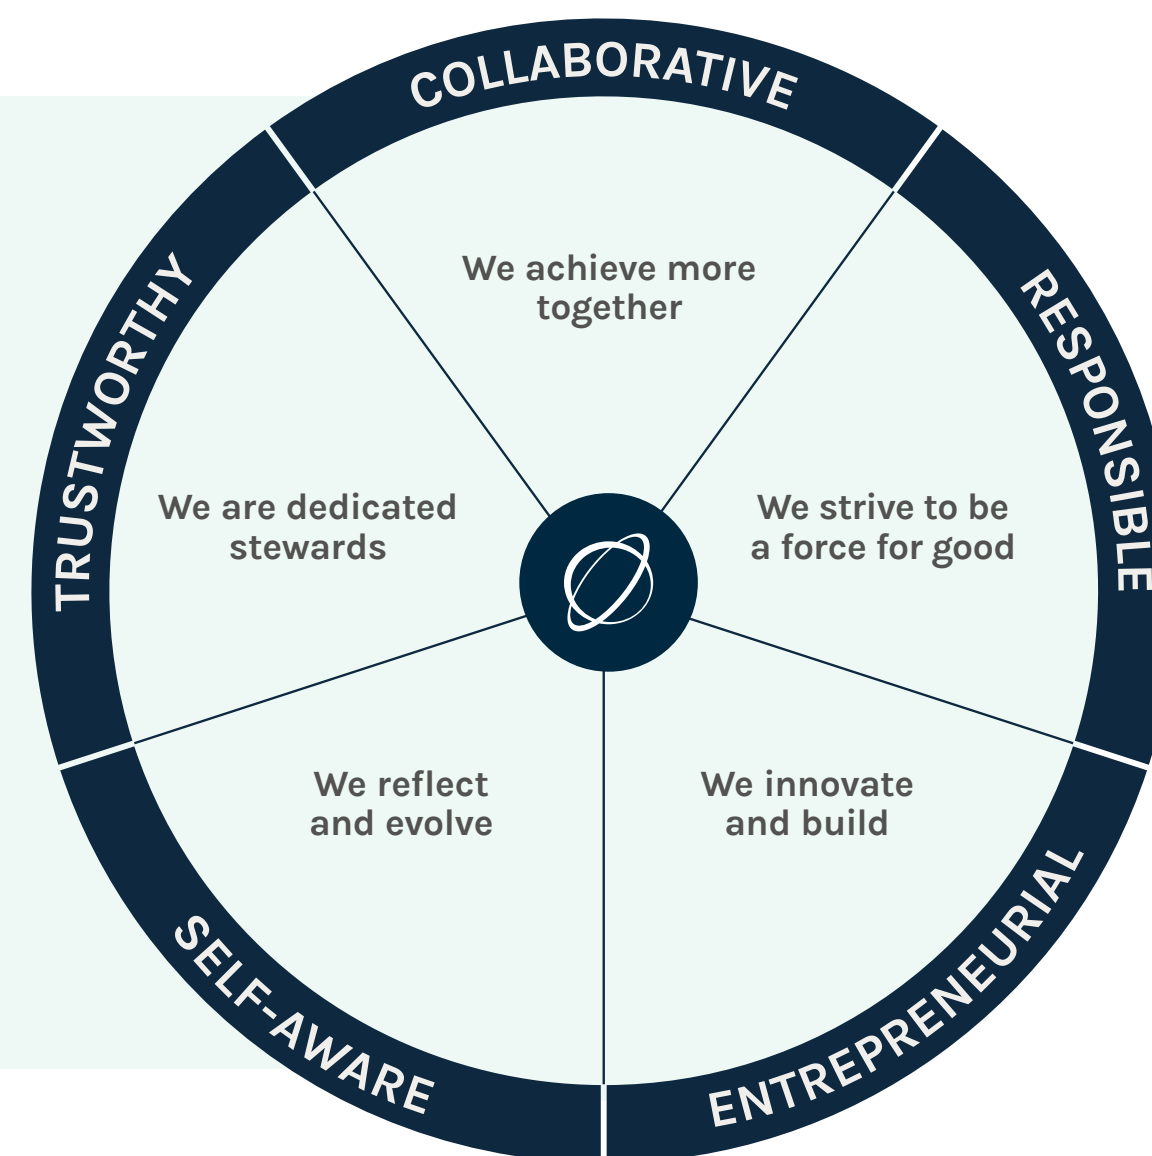 COLLABORATIVE
We achieve more
together
RESPONSIBLE
We strive to be
a force for good
ENTREPRENEURIAL
We innovate
and build
SELF-AWARE
We reflect
and evolve
TRUSTWORTHY
We are dedicated
stewards